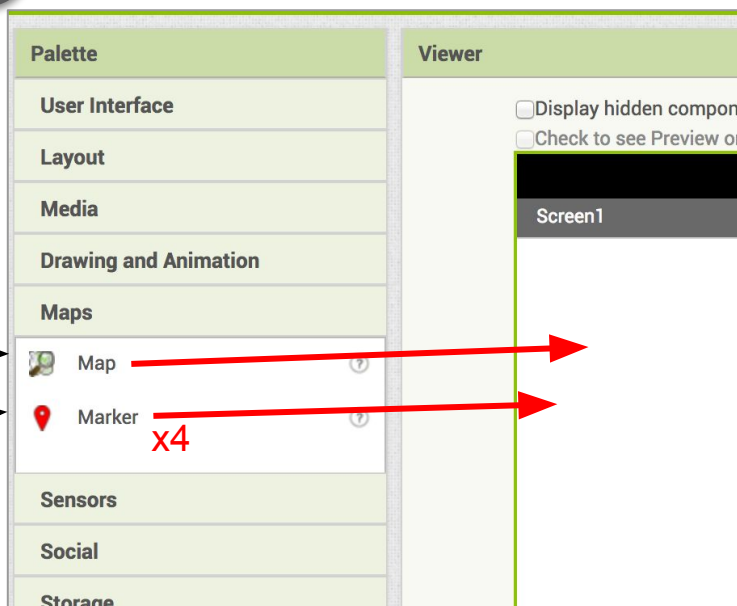 Palette
Viewer
User Interface
Display hidden compon
Check to see Preview o
Layout
Media
Screen1
Drawing and Animation
Maps
Map
?
Marker
?
x4
Sensors
Social
Storage